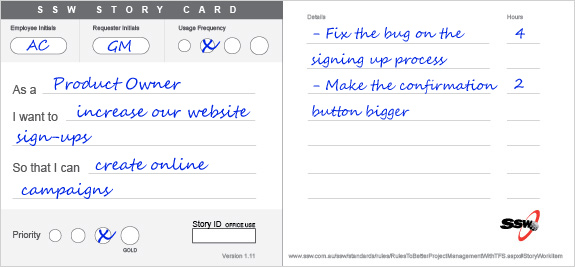 SSW STORY CARD
Employee Initials Requester Initials Usage Frequency
AC GM X
As a Product Owner
I want to increase our website
sign-ups
So that I can create online
campaigns
Priority X GOLD
Story ID OFFICE USE
Version 1.11
Details Hours
- Fix the bug on the 4
signing up process
- Make the confirmation 2
button bigger
SSW
www.ssw.com.au/ssw/standards/rules/RulesToBetterProjectManagementWithTFS.aspx#StoryWorkItem